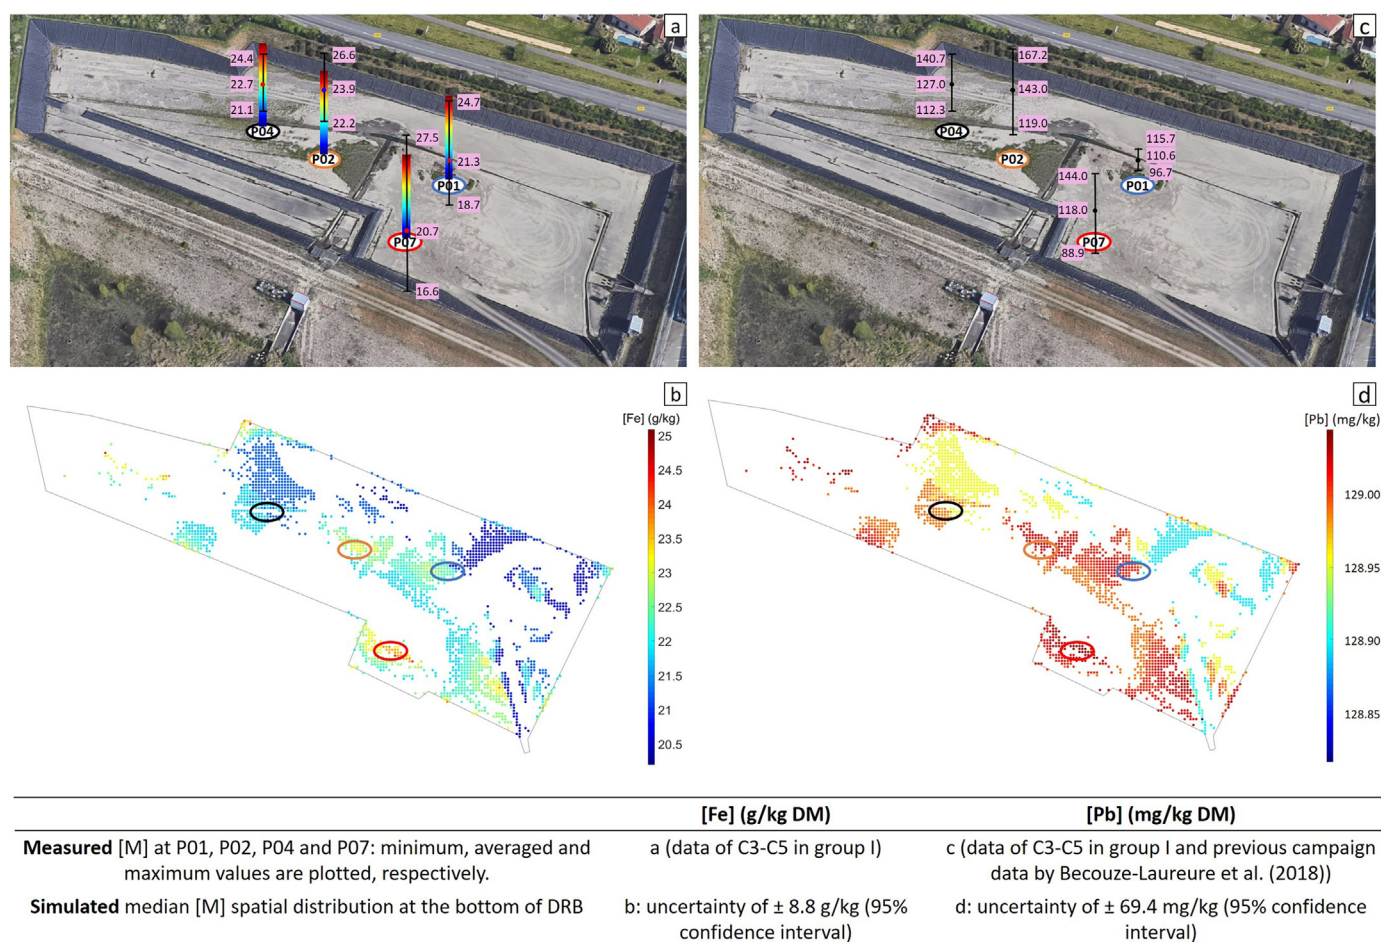 a
24.4
22.7
21.1
P04
26.6
23.9
22.2
P02
24.7
21.3
18.7
P01
27.5
20.7
16.6
P07
c
140.7
127.0
112.3
P04
167.2
143.0
119.0
P02
115.7
110.6
96.7
P01
144.0
118.0
88.9
P07
b
[Fe] (g/kg)
25
24.5
24
23.5
23
22.5
22
21.5
21
20.5
d
[Pb] (mg/kg)
129.00
128.95
128.90
128.85
[Fe] (g/kg DM) [Pb] (mg/kg DM)
Measured [M] at P01, P02, P04 and P07: minimum, averaged and
maximum values are plotted, respectively.
a (data of C3-C5 in group I)
c (data of C3-C5 in group I and previous campaign
data by Becouze-Laureure et al. (2018))
Simulated median [M] spatial distribution at the bottom of DRB
b: uncertainty of ± 8.8 g/kg (95%
confidence interval)
d: uncertainty of ± 69.4 mg/kg (95% confidence
interval)